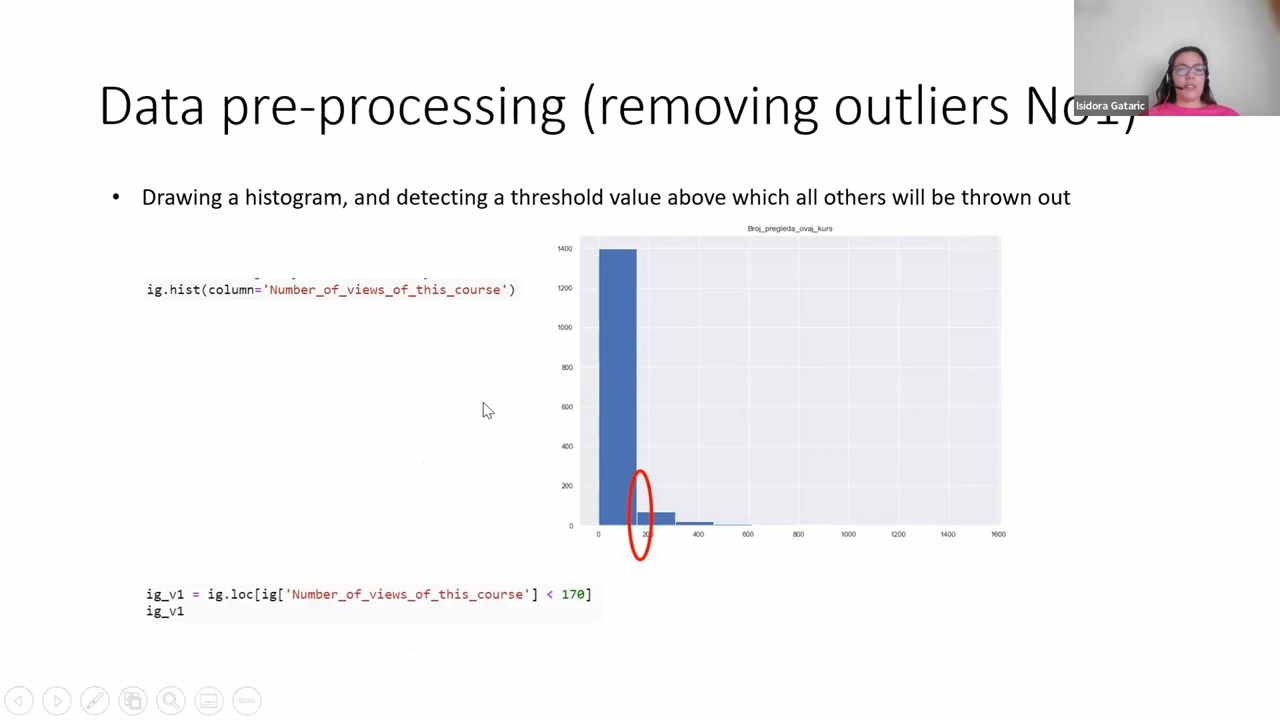 Data pre-processing (removing outliers No1)
Isidora Gataric
• Drawing a histogram, and detecting a threshold value above which all others will be thrown out
Broj_pregleda_ovaj_kurs
ig.hist(column='Number_of_views_of_this_course')
1400
1200
1000
800
600
400
200
0
0 200 400 600 800 1000 1200 1400 1600
ig_v1 = ig.loc[ig['Number_of_views_of_this_course'] < 170]
ig_v1